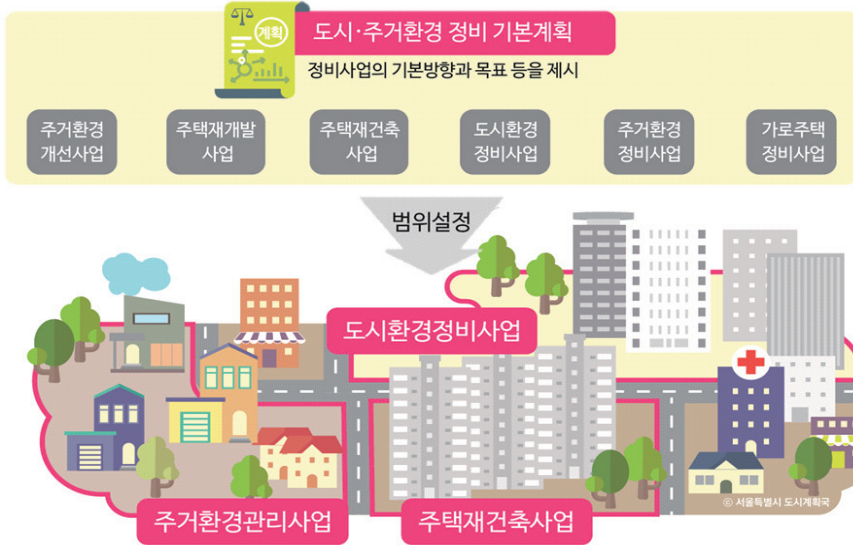 계획
도시·주거환경 정비 기본계획
정비사업의 기본방향과 목표 등을 제시
주거환경
개선사업
주택재개발
사업
주택재건축
사업
도시환경
정비사업
주거환경
정비사업
가로주택
정비사업
범위설정
도시환경정비사업
주거환경관리사업
주택재건축사업
© 서울특별시 도시계획국